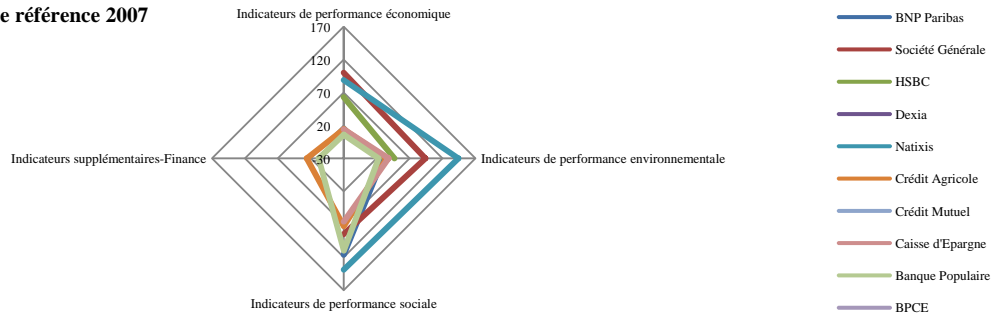 e référence 2007
Indicateurs de performance économique
170
120
70
20
-30
Indicateurs supplémentaires-Finance
Indicateurs de performance environnementale
Indicateurs de performance sociale
BNP Paribas
Société Générale
HSBC
Dexia
Natixis
Crédit Agricole
Crédit Mutuel
Caisse d'Epargne
Banque Populaire
BPCE